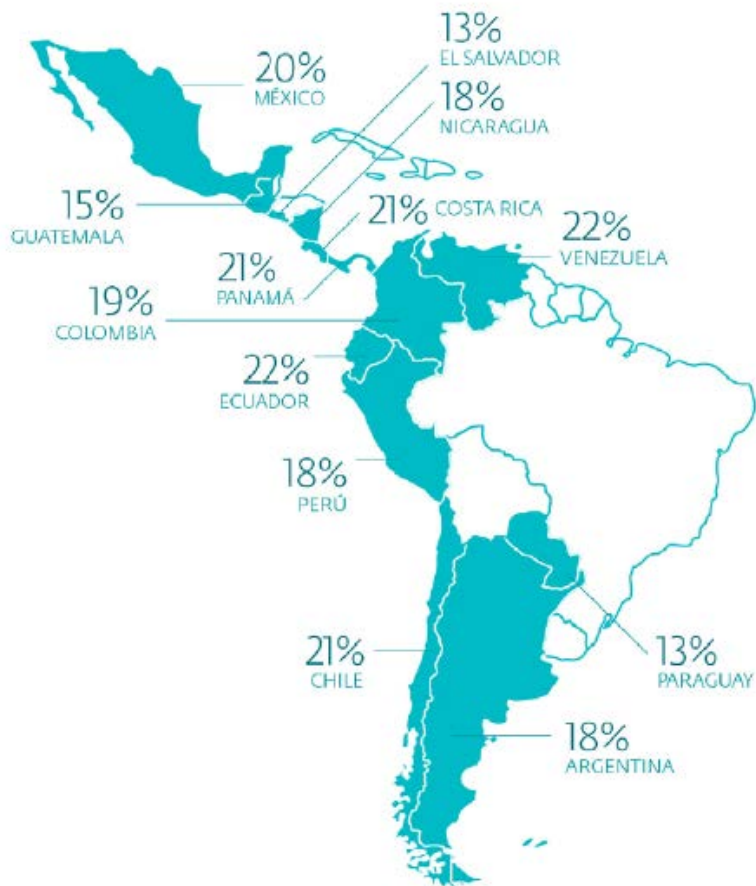 13%
EL SALVADOR
20%
MÉXICO
18%
NICARAGUA
15%
GUATEMALA
21% COSTA RICA
22%
VENEZUELA
21%
PANAMÁ
19%
COLOMBIA
22%
ECUADOR
18%
PERÚ
21%
CHILE
13%
PARAGUAY
18%
ARGENTINA